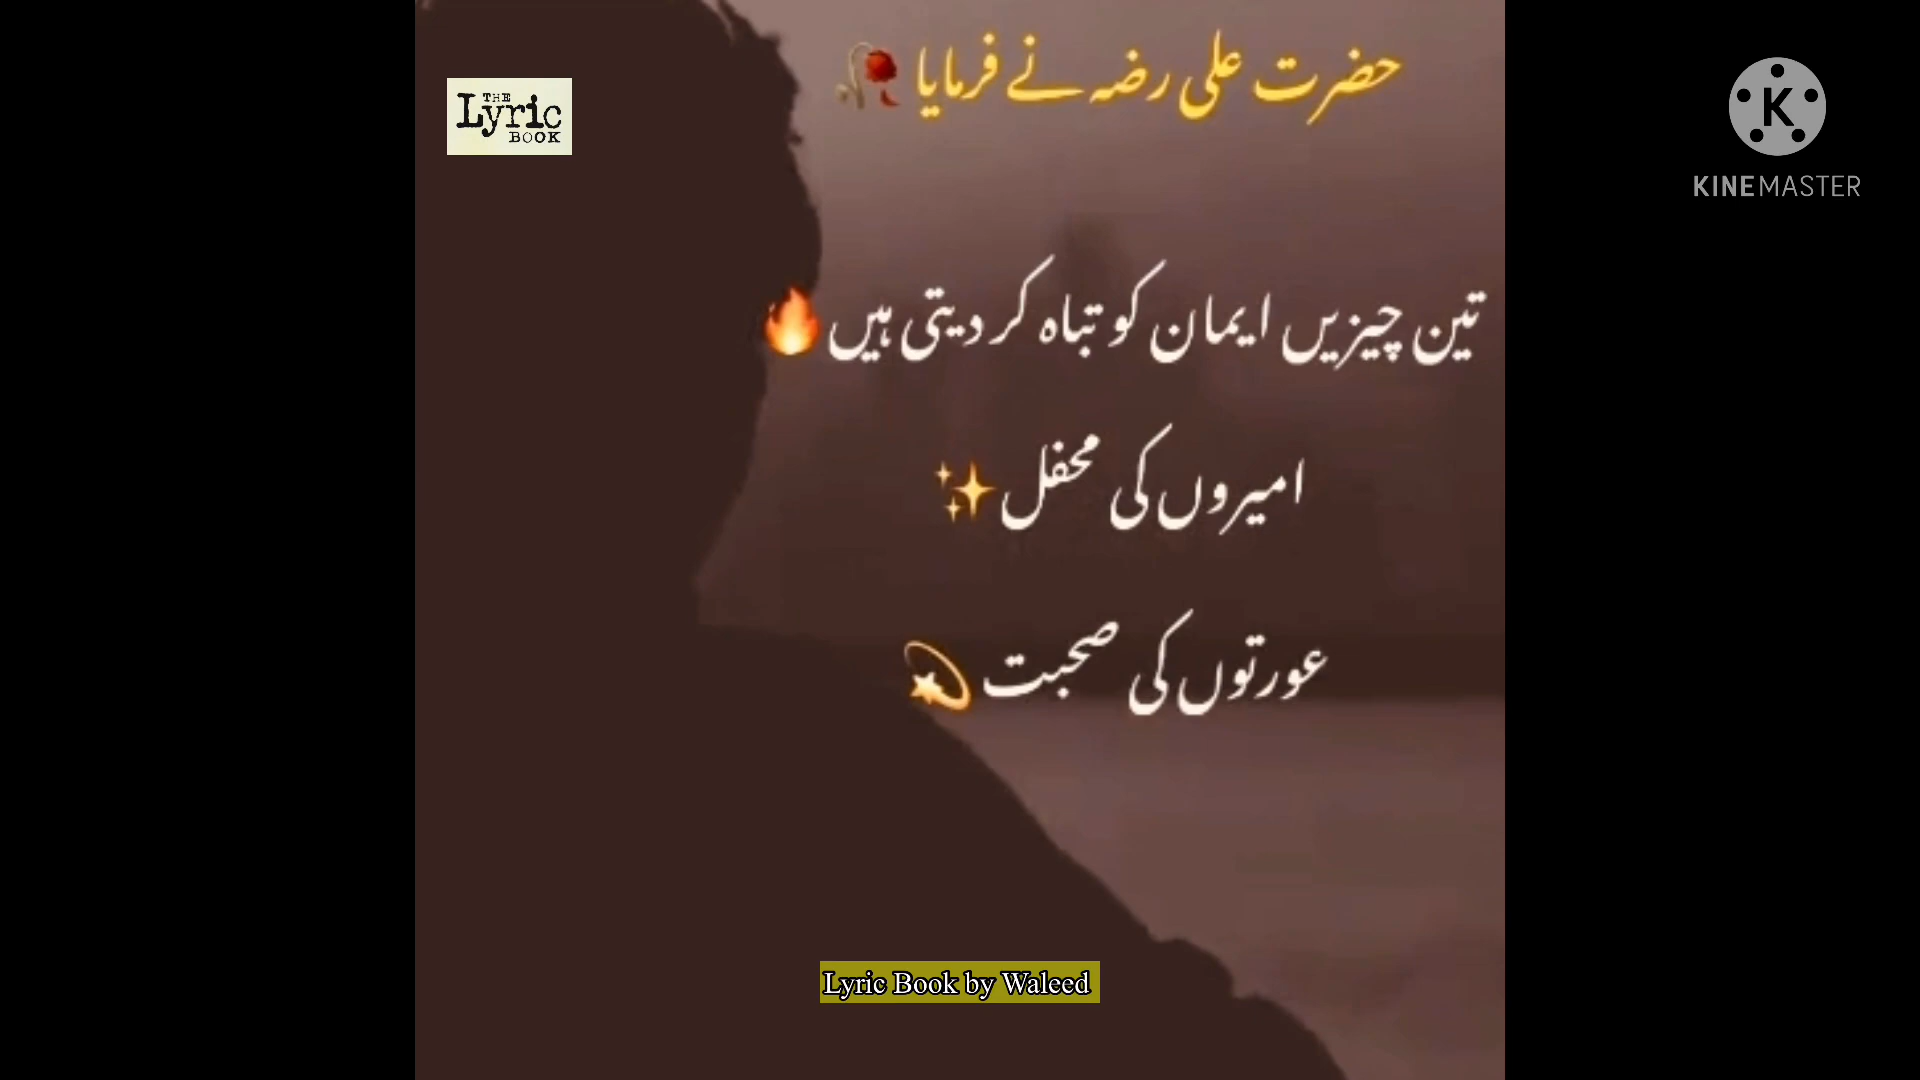 THE
Lyric
BOOK
حضرت علی رضہ نے فرمایا 🥀
K
KINEMASTER
تین چیزیں ایمان کو تباہ کر دیتی ہیں🔥
امیروں کی محفل✨
عورتوں کی صحبت 💫
Lyric Book by Waleed